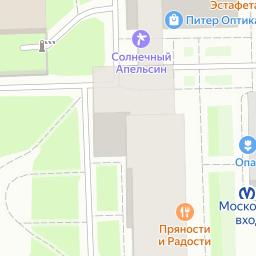 Эстафета
Питер Оптика
Солнечный
Апельсин
Опа
Моско
вход
Пряности
и Радости